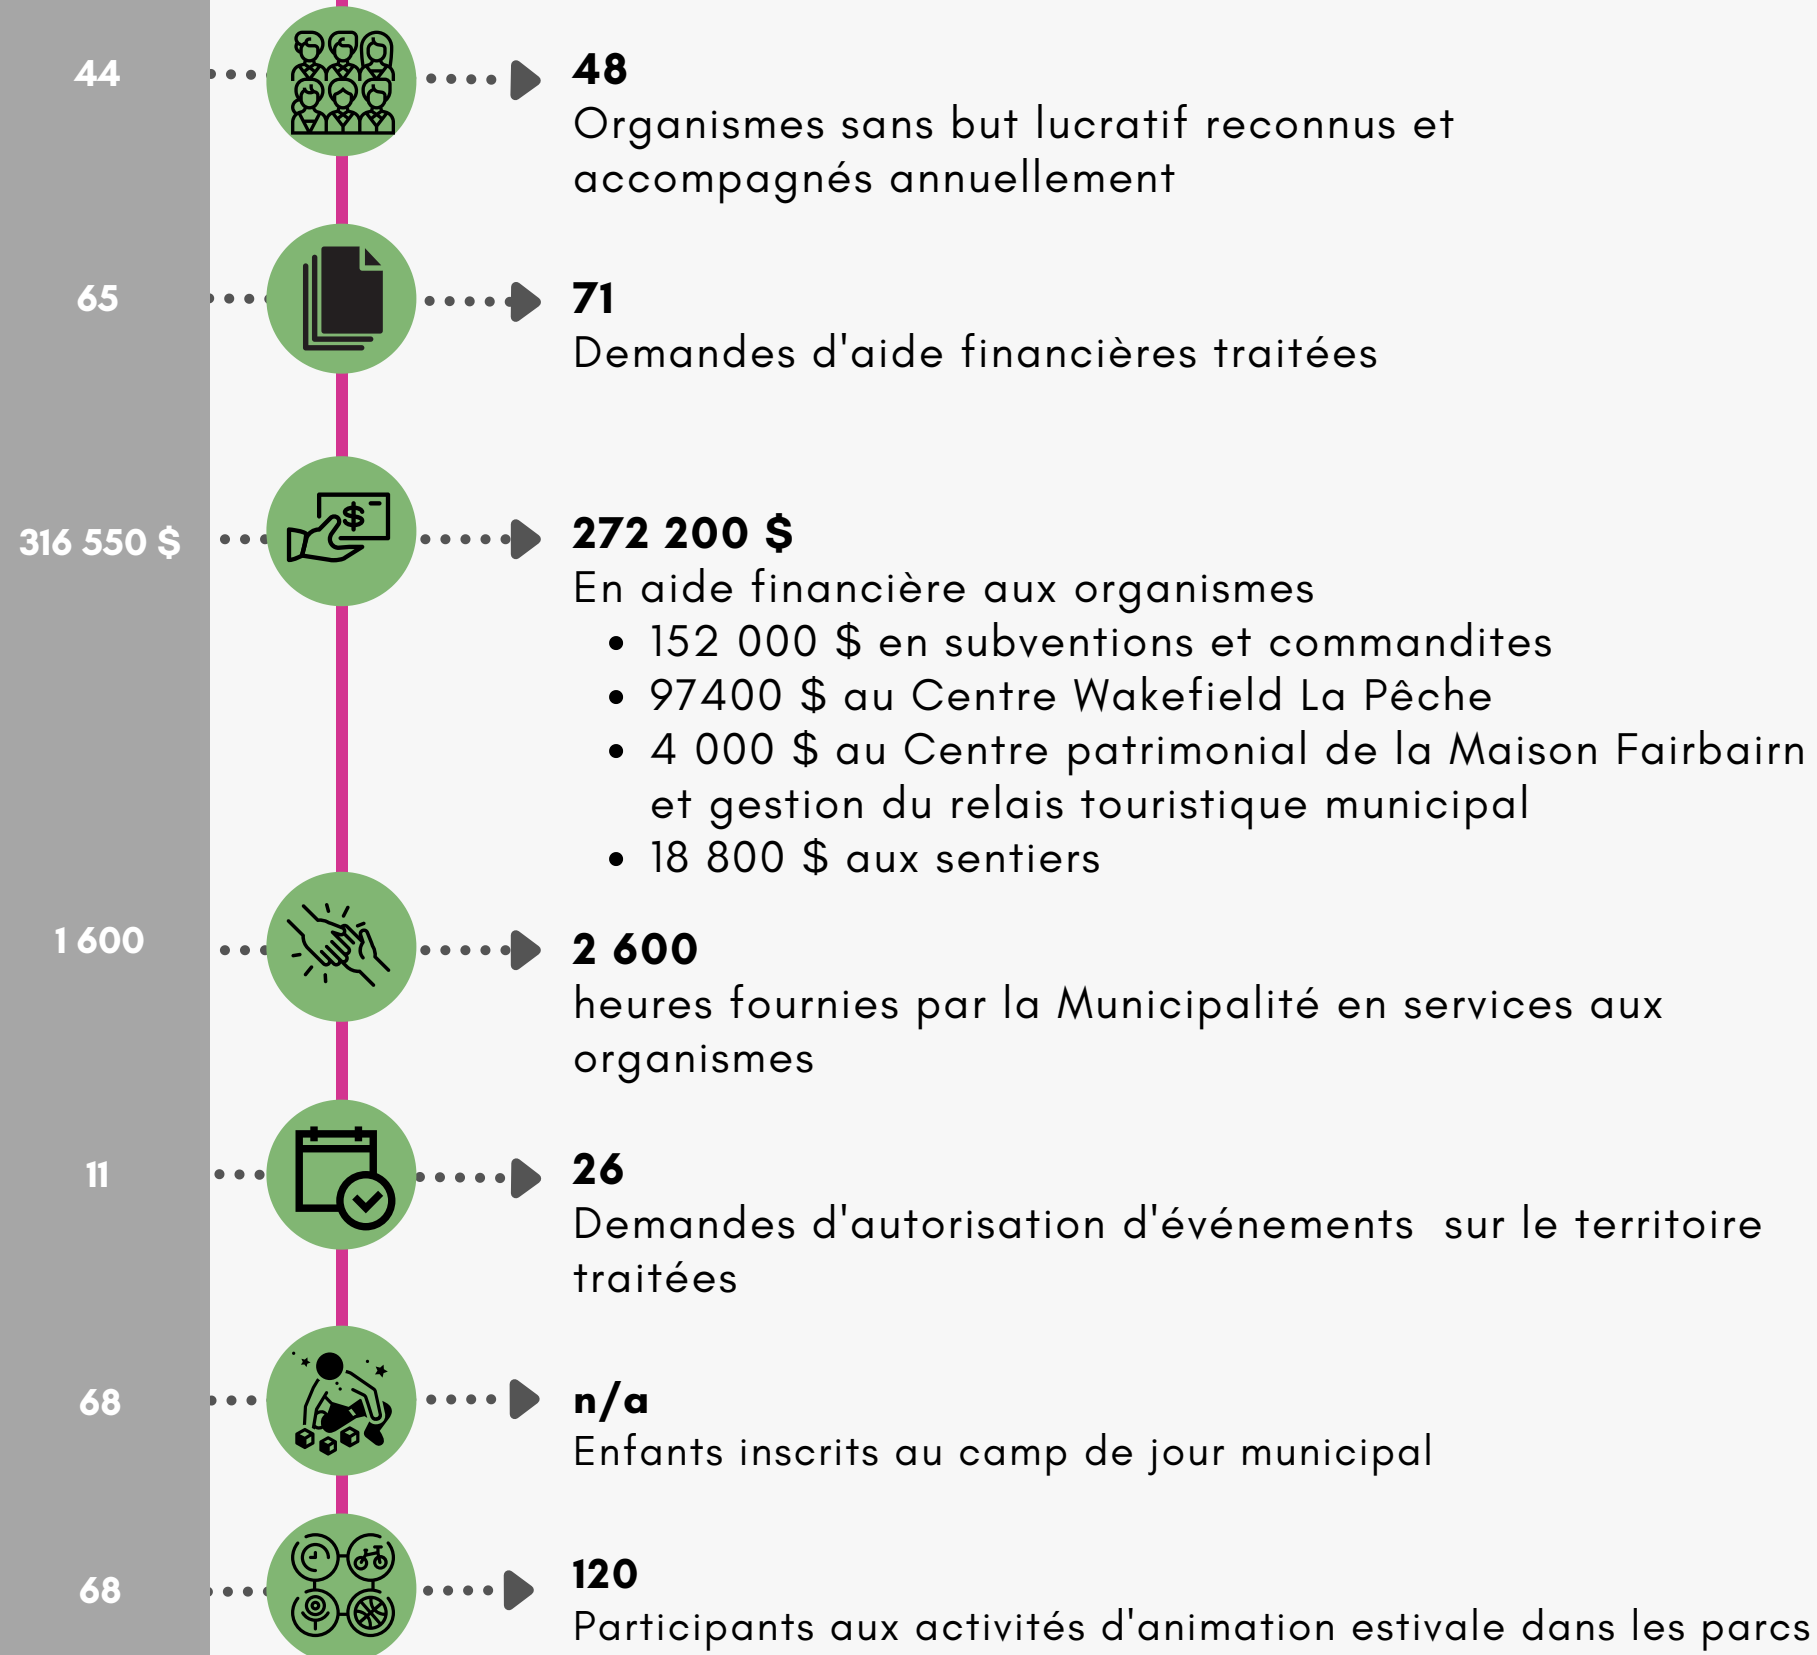 44
48
Organismes sans but lucratif reconnus et
accompagnés annuellement
65
71
Demandes d'aide financières traitées
316 550 $
272 200 $
En aide financière aux organismes
• 152 000 $ en subventions et commandites
• 97400 $ au Centre Wakefield La Pêche
• 4 000 $ au Centre patrimonial de la Maison Fairbairn
et gestion du relais touristique municipal
• 18 800 $ aux sentiers
1 600
2 600
heures fournies par la Municipalité en services aux
organismes
11
26
Demandes d'autorisation d'événements  sur le territoire
traitées
68
n/a
Enfants inscrits au camp de jour municipal
68
120
Participants aux activités d'animation estivale dans les parcs